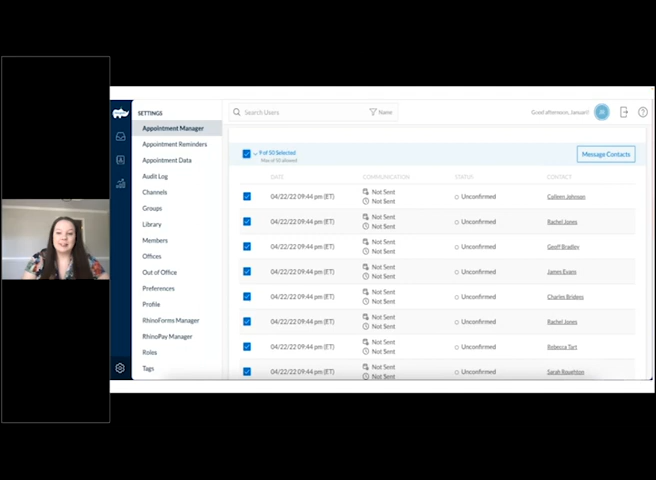 SETTINGS
Appointment Manager
Appointment Reminders
Appointment Data
Audit Log
Channels
Groups
Library
Members
Offices
Out of Office
Preferences
Profile
RhinoForms Manager
RhinoPay Manager
Roles
Tags
Search Users
Name
Good afternoon, Januari!
JR
9 of 50 Selected
Max of 50 allowed
Message Contacts
DATE COMMUNICATION STATUS CONTACT
04/22/22 09:44 pm (ET) Not Sent Not Sent Unconfirmed Colleen Johnson
04/22/22 09:44 pm (ET) Not Sent Not Sent Unconfirmed Rachel Jones
04/22/22 09:44 pm (ET) Not Sent Not Sent Unconfirmed Geoff Bradley
04/22/22 09:44 pm (ET) Not Sent Not Sent Unconfirmed James Evans
04/22/22 09:44 pm (ET) Not Sent Not Sent Unconfirmed Charles Bridges
04/22/22 09:44 pm (ET) Not Sent Not Sent Unconfirmed Rachel Jones
04/22/22 09:44 pm (ET) Not Sent Not Sent Unconfirmed Rebecca Tart
04/22/22 09:44 pm (ET) Not Sent Unconfirmed Sarah Roughton